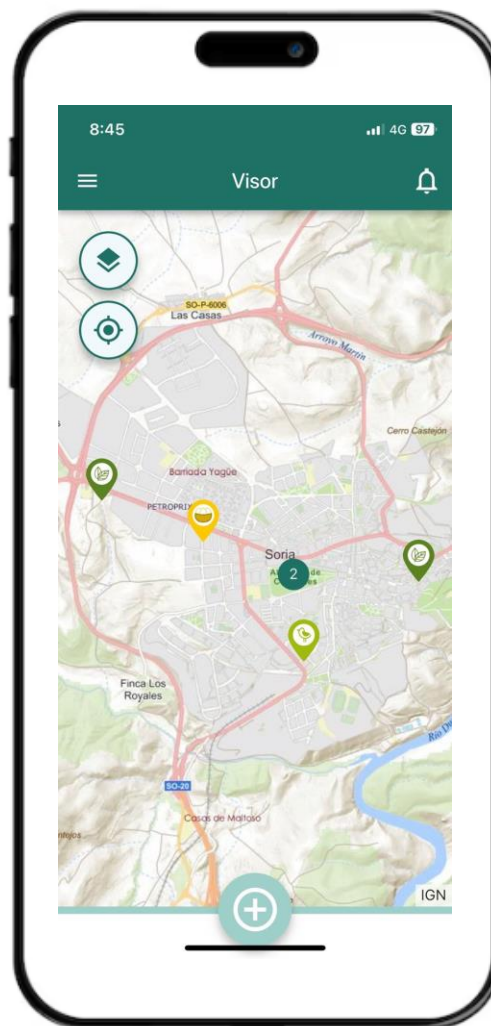 8:45
4G 97
Visor
SO-P-6006
Las Casas
Arroyo Martín
Cerro Castejón
Barriada Yagüe
Soria
2
Finca Los
Royales
SO-20
Casas de Maltoso
IGN